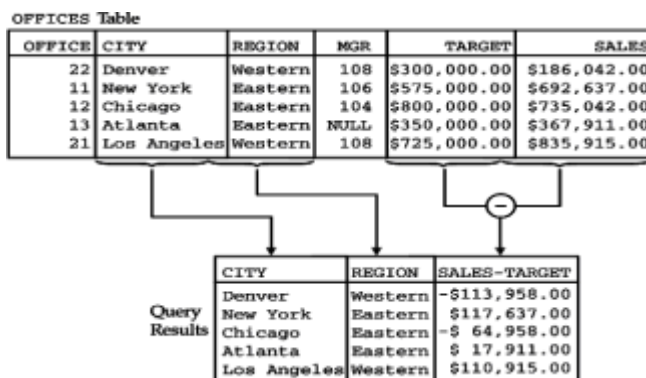 OFFICES Table
OFFICE CITY REGION MGR TARGET SALES
22 Denver Western 108 $300,000.00 $186,042.00
11 New York Eastern 106 $575,000.00 $692,637.00
12 Chicago Eastern 104 $800,000.00 $735,042.00
13 Atlanta Eastern NULL $350,000.00 $367,911.00
21 Los Angeles Western 108 $725,000.00 $835,915.00
−
CITY REGION SALES-TARGET
Denver Western -$113,958.00
Query New York Eastern $117,637.00
Results Chicago Eastern -$ 64,958.00
Atlanta Eastern $ 17,911.00
Los Angeles Western $110,915.00